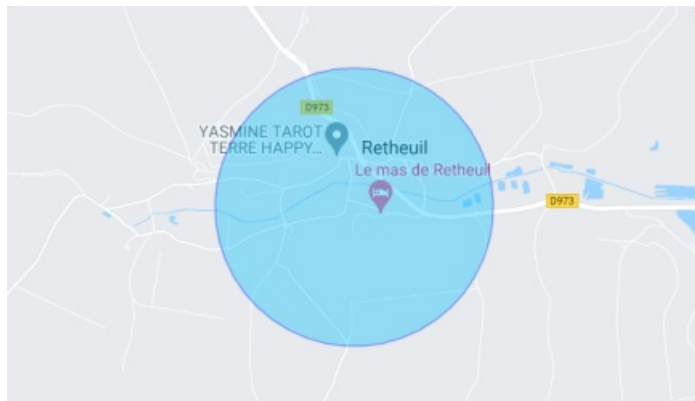 D973
YASMINE TAROT
TERRE HAPPY...
Retheuil
Le mas de Retheuil
D973